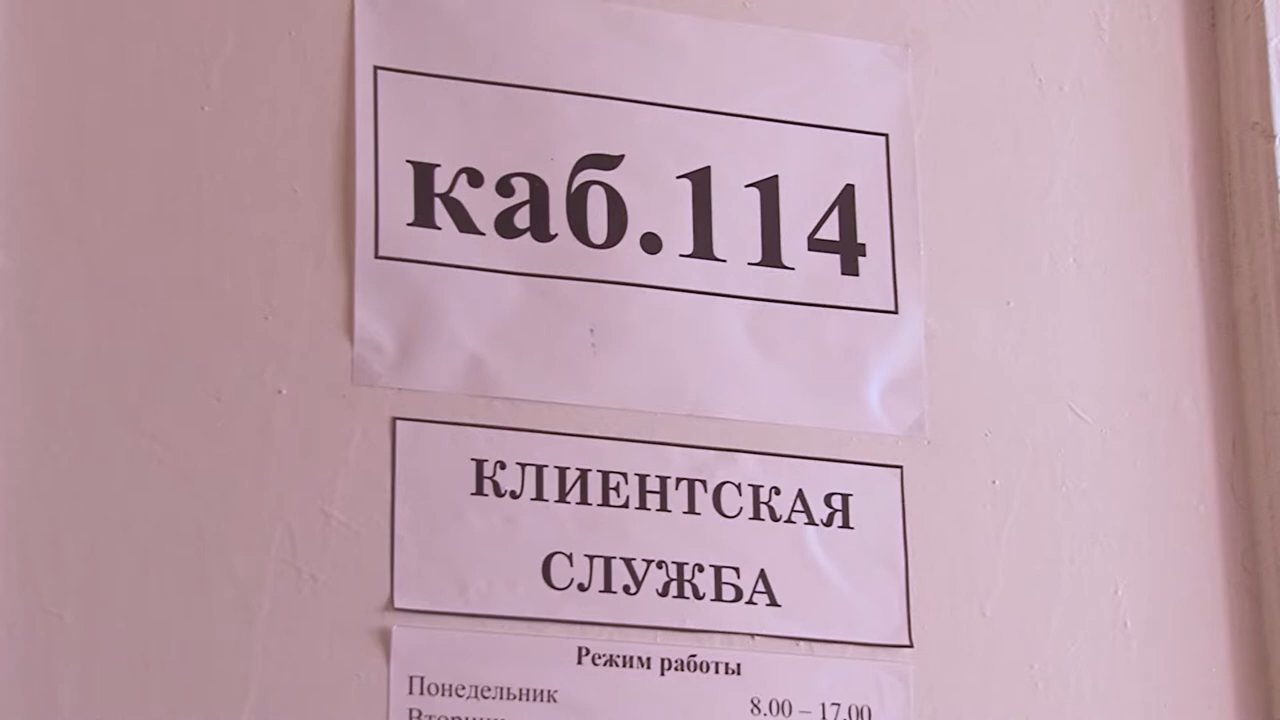 каб.114
КЛИЕНТСКАЯ
СЛУЖБА
Режим работы
Понедельник 8.00 – 17.00